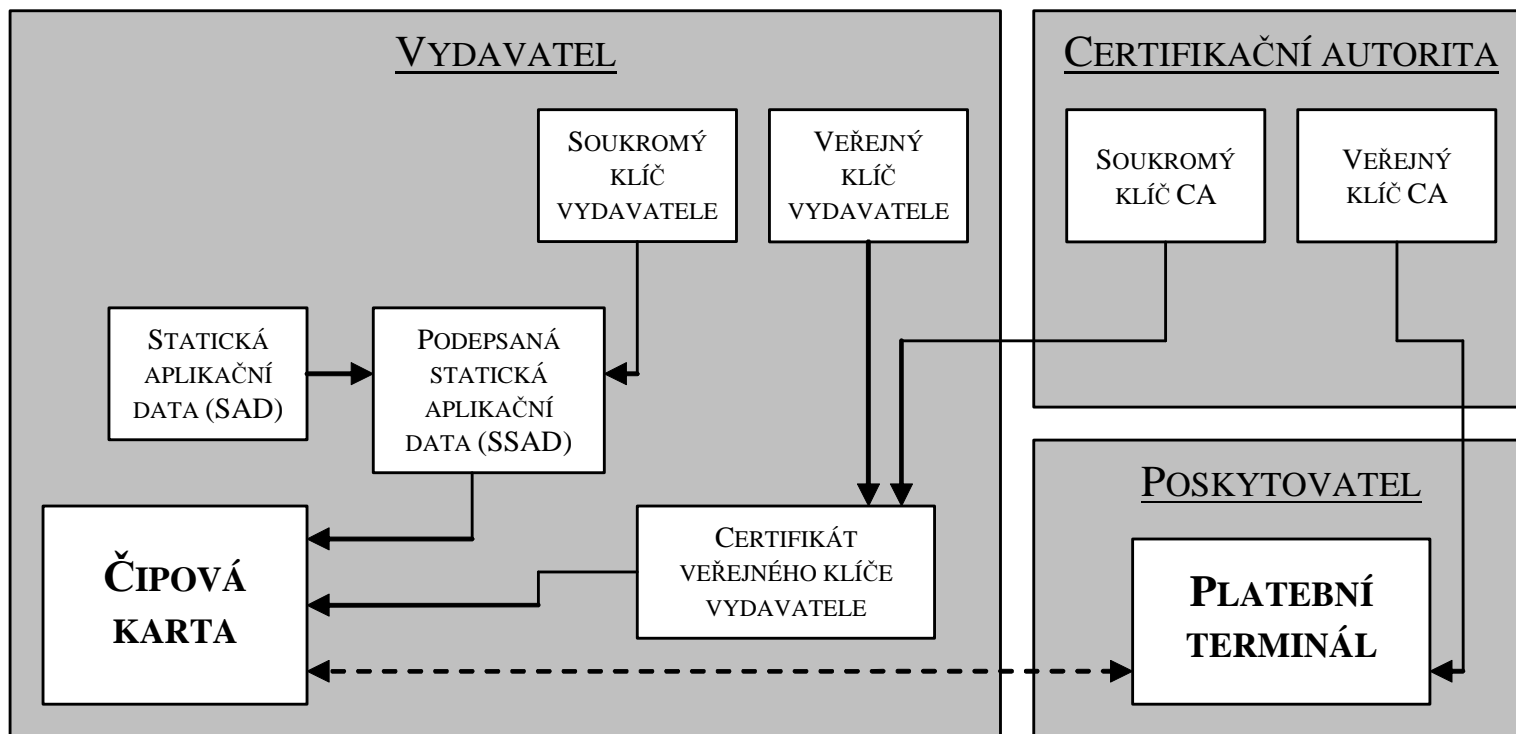 VYDAVATEL
SOUKROMÝ
KLÍČ
VYDAVATELE
VEŘEJNÝ
KLÍČ
VYDAVATELE
STATICKÁ
APLIKAČNÍ
DATA (SAD)
PODEPSANÁ
STATICKÁ
APLIKAČNÍ
DATA (SSAD)
ČIPOVÁ
KARTA
CERTIFIKÁT
VEŘEJNÉHO KLÍČE
VYDAVATELE
CERTIFIKAČNÍ AUTORITA
SOUKROMÝ
KLÍČ CA
VEŘEJNÝ
KLÍČ CA
POSKYTOVATEL
PLATEBNÍ
TERMINÁL